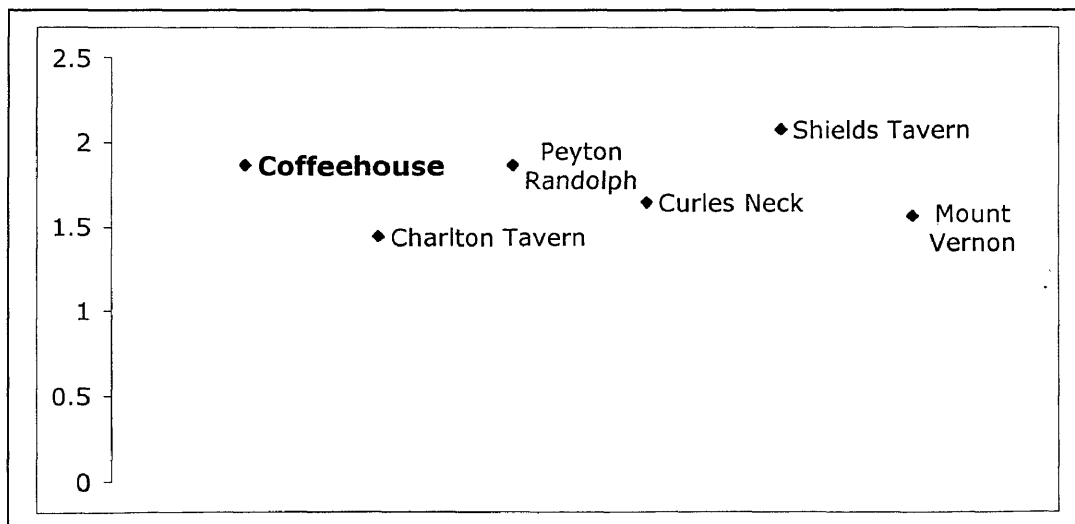 2.5
2
1.5
1
0.5
0
Coffeehouse
Charlton Tavern
Peyton
Randolph
Curles Neck
Shields Tavern
Mount
Vernon